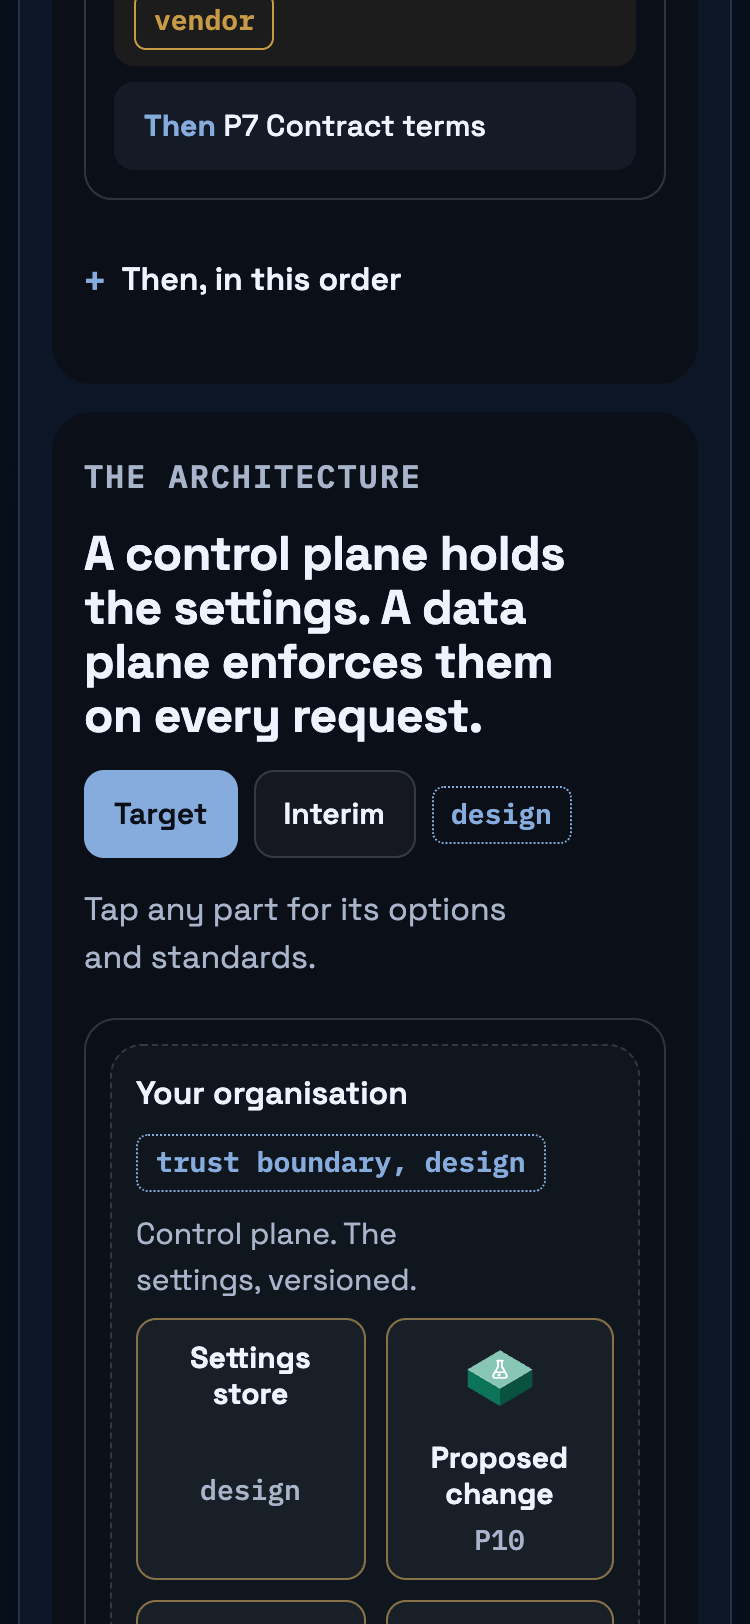 vendor
Then P7 Contract terms
+ Then, in this order
THE ARCHITECTURE
A control plane holds
the settings. A data
plane enforces them
on every request.
Target
Interim
design
Tap any part for its options
and standards.
Your organisation
trust boundary, design
Control plane. The
settings, versioned.
Settings
store
design
Proposed
change
P10